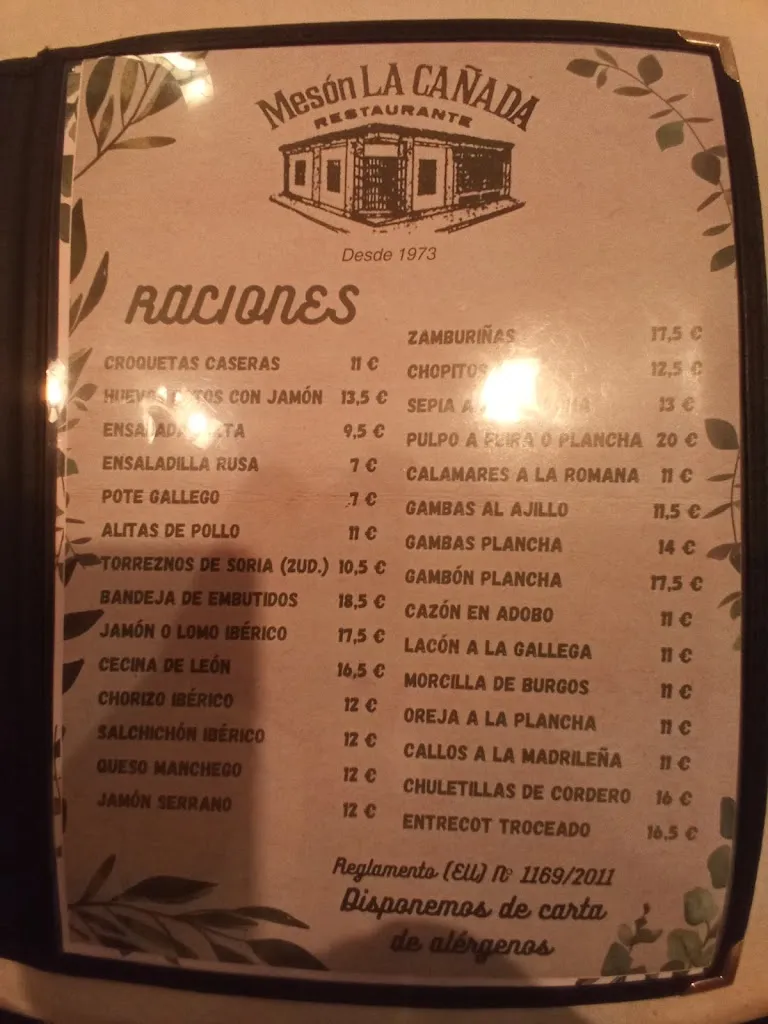 Mesón LA CAÑADA
RESTAURANTE
Desde 1973
RACIONES
CROQUETAS CASERAS 11 €
HUEVOS CON JAMÓN 13,5 €
9,5 €
ENSALADILLA RUSA 7 €
POTE GALLEGO 7 €
ALITAS DE POLLO 11 €
TORREZNOS DE SORIA (2UD.) 10,5 €
BANDEJA DE EMBUTIDOS 18,5 €
JAMÓN O LOMO IBÉRICO 17,5 €
CECINA DE LEÓN 16,5 €
CHORIZO IBÉRICO 12 €
SALCHICHÓN IBÉRICO 12 €
QUESO MANCHEGO 12 €
JAMÓN SERRANO 12 €
ZAMBURIÑAS 17,5 €
CHOPITOS 12,5 €
SEPIA A 13 €
PULPO A FEIRA O PLANCHA 20 €
CALAMARES A LA ROMANA 11 €
GAMBAS AL AJILLO 11,5 €
GAMBAS PLANCHA 14 €
GAMBÓN PLANCHA 17,5 €
CAZÓN EN ADOBO 11 €
LACÓN A LA GALLEGA 11 €
MORCILLA DE BURGOS 11 €
OREJA A LA PLANCHA 11 €
CALLOS A LA MADRILEÑA 11 €
CHULETILLAS DE CORDERO 16 €
ENTRECOT TROCEADO 16,5 €
Reglamento (EU) Nº 1169/2011
Disponemos de carta
de alérgenos